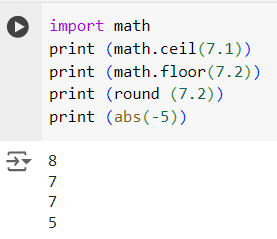 import math
print (math.ceil(7.1))
print (math.floor(7.2))
print (round (7.2))
print (abs(-5))
8
7
7
5